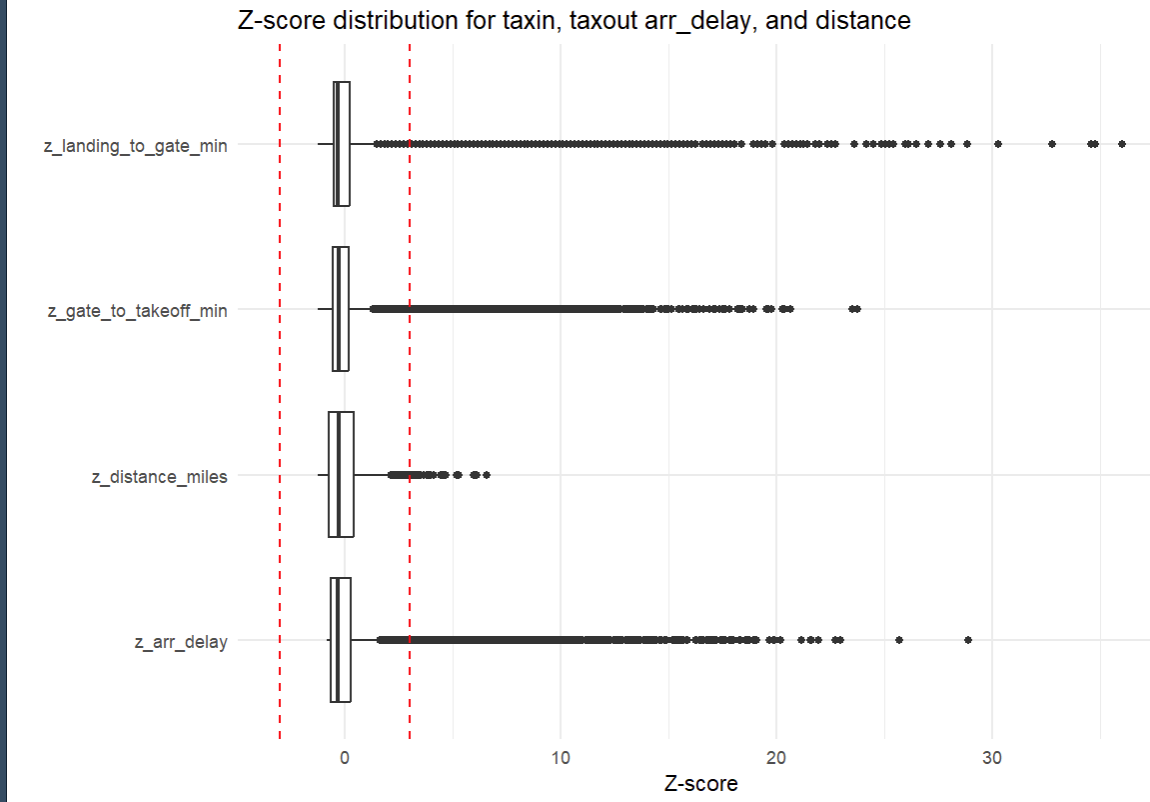 Z-score distribution for taxin, taxout arr_delay, and distance
z_landing_to_gate_min
z_gate_to_takeoff_min
z_distance_miles
z_arr_delay
0 10 20 30
Z-score